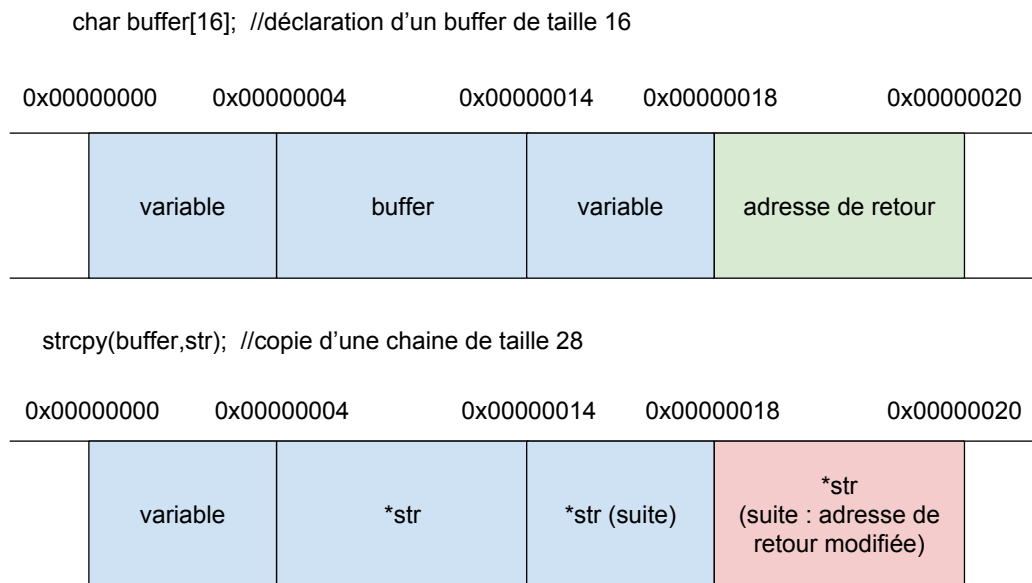 char buffer[16];  //déclaration d’un buffer de taille 16
0x00000000 0x00000004 0x00000014 0x00000018 0x00000020
variable buffer variable adresse de retour
strcpy(buffer,str);  //copie d’une chaine de taille 28
0x00000000 0x00000004 0x00000014 0x00000018 0x00000020
variable *str *str (suite) *str
(suite : adresse de
retour modifiée)